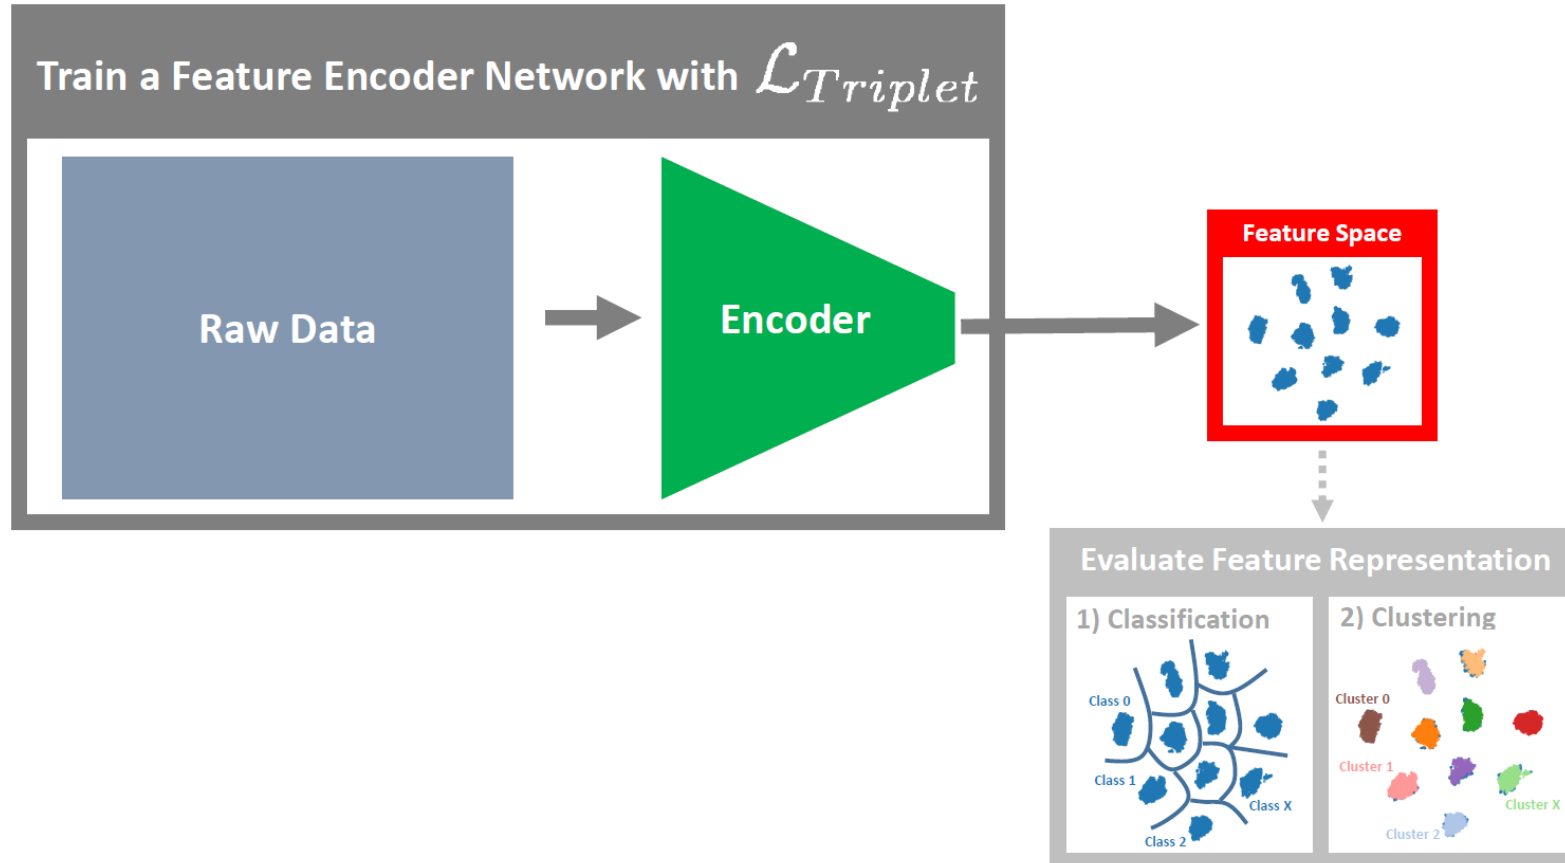 Train a Feature Encoder Network with ℒ_Triplet
Raw Data
Encoder
Feature Space
Evaluate Feature Representation
1) Classification
Class 0
Class 1
Class 2
Class X
2) Clustering
Cluster 0
Cluster 1
Cluster 2
Cluster X